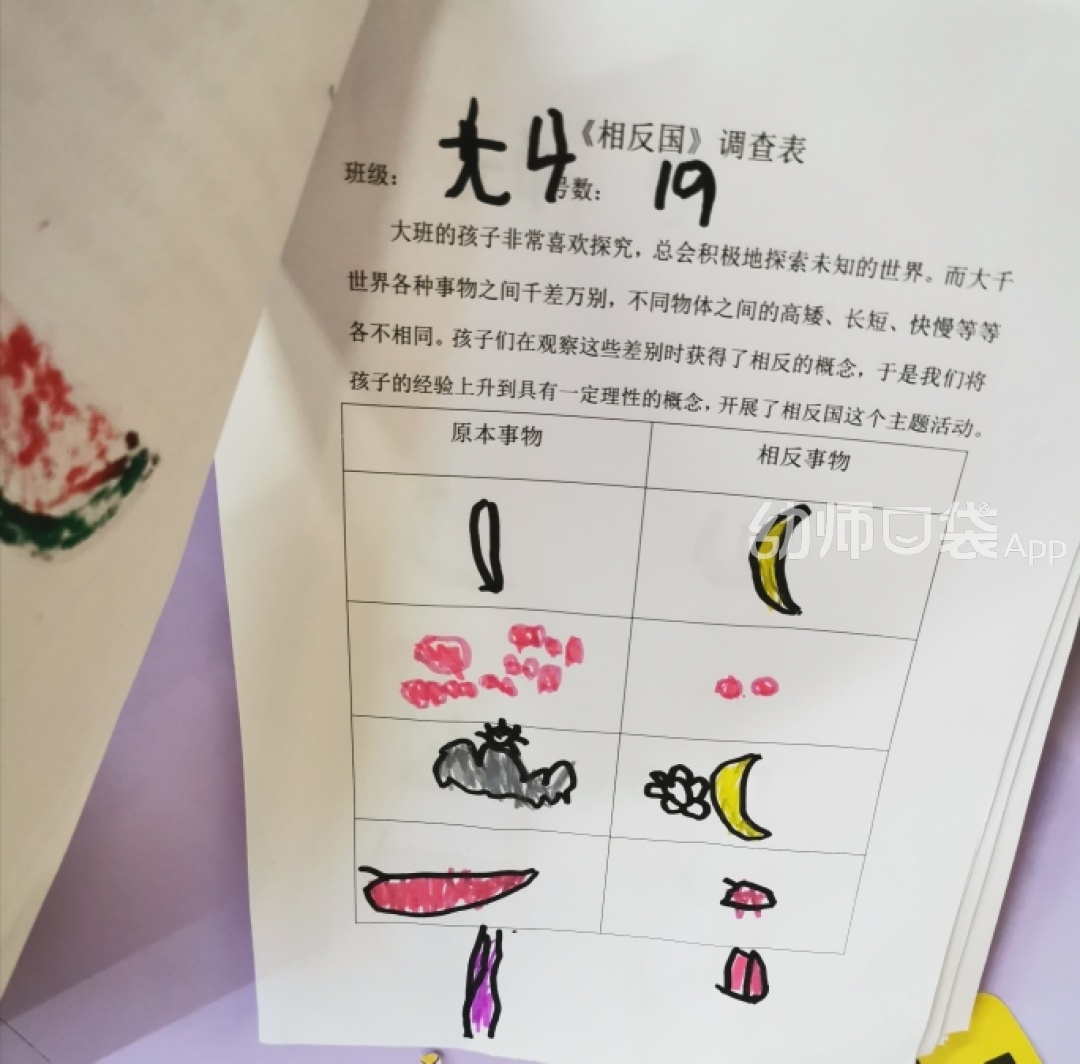 《相反国》调查表
班级：大4 号数：19
大班的孩子非常喜欢探究，总会积极地探索未知的世界。而大千
世界各种事物之间千差万别，不同物体之间的高矮、长短、快慢等等
各不相同。孩子们在观察这些差别时获得了相反的概念，于是我们将
孩子的经验上升到具有一定理性的概念，开展了相反国这个主题活动。
原本事物 相反事物
幼师口袋App